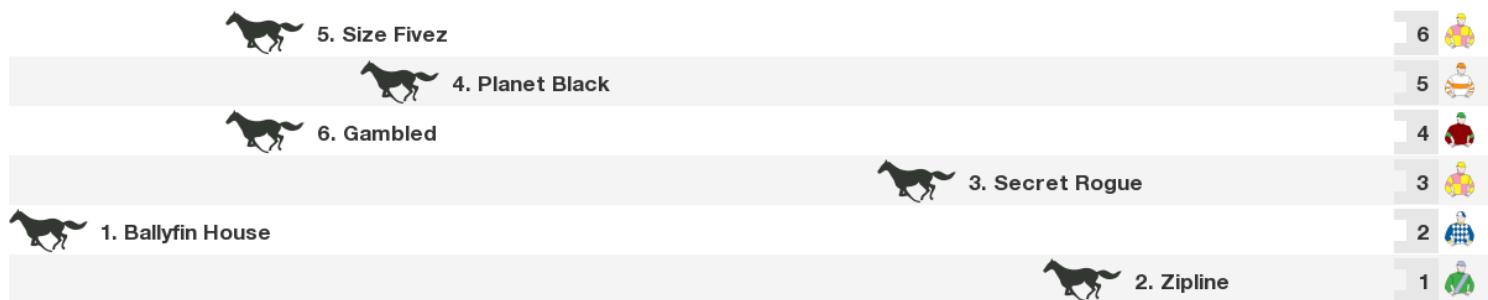 5. Size Fivez 6
4. Planet Black 5
6. Gambled 4
3. Secret Rogue 3
1. Ballyfin House 2
2. Zipline 1